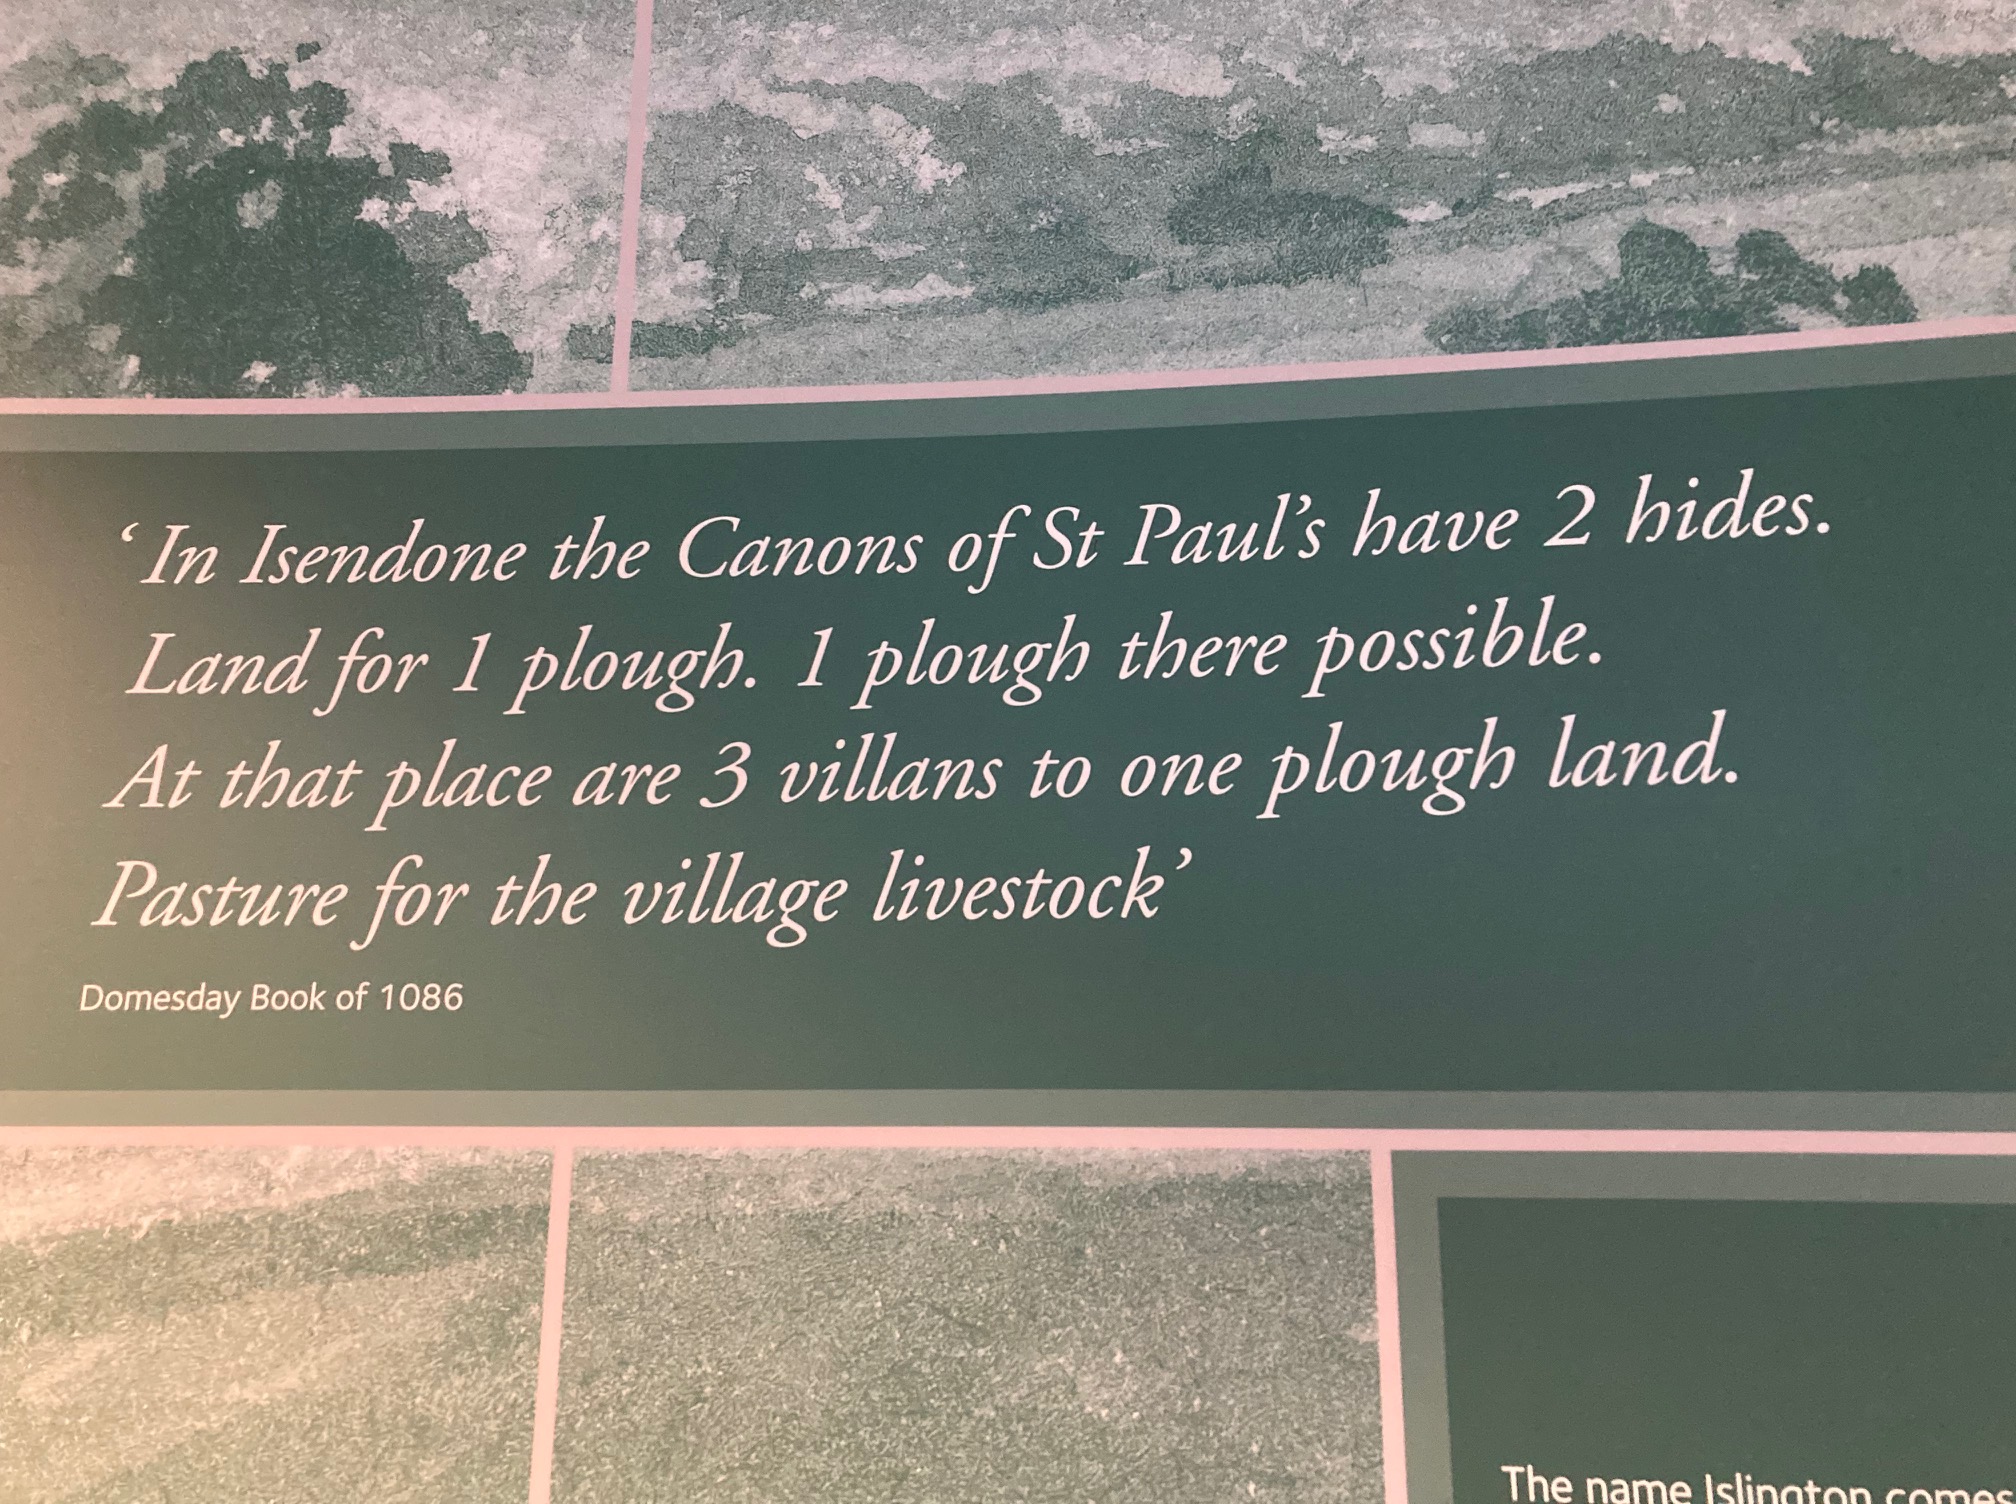 ‘In Isendone the Canons of St Paul’s have 2 hides.
Land for 1 plough. 1 plough there possible.
At that place are 3 villans to one plough land.
Pasture for the village livestock’
Domesday Book of 1086
The name Islington comes